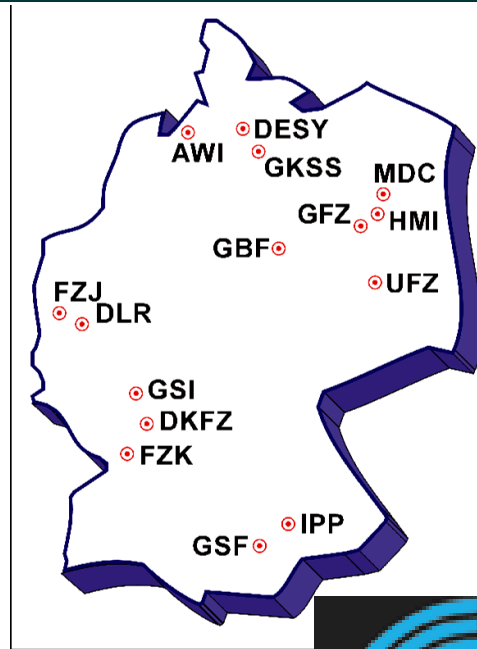 DESY
AWI
GKSS
MDC
GFZ
HMI
GBF
UFZ
FZJ
DLR
GSI
DKFZ
FZK
IPP
GSF